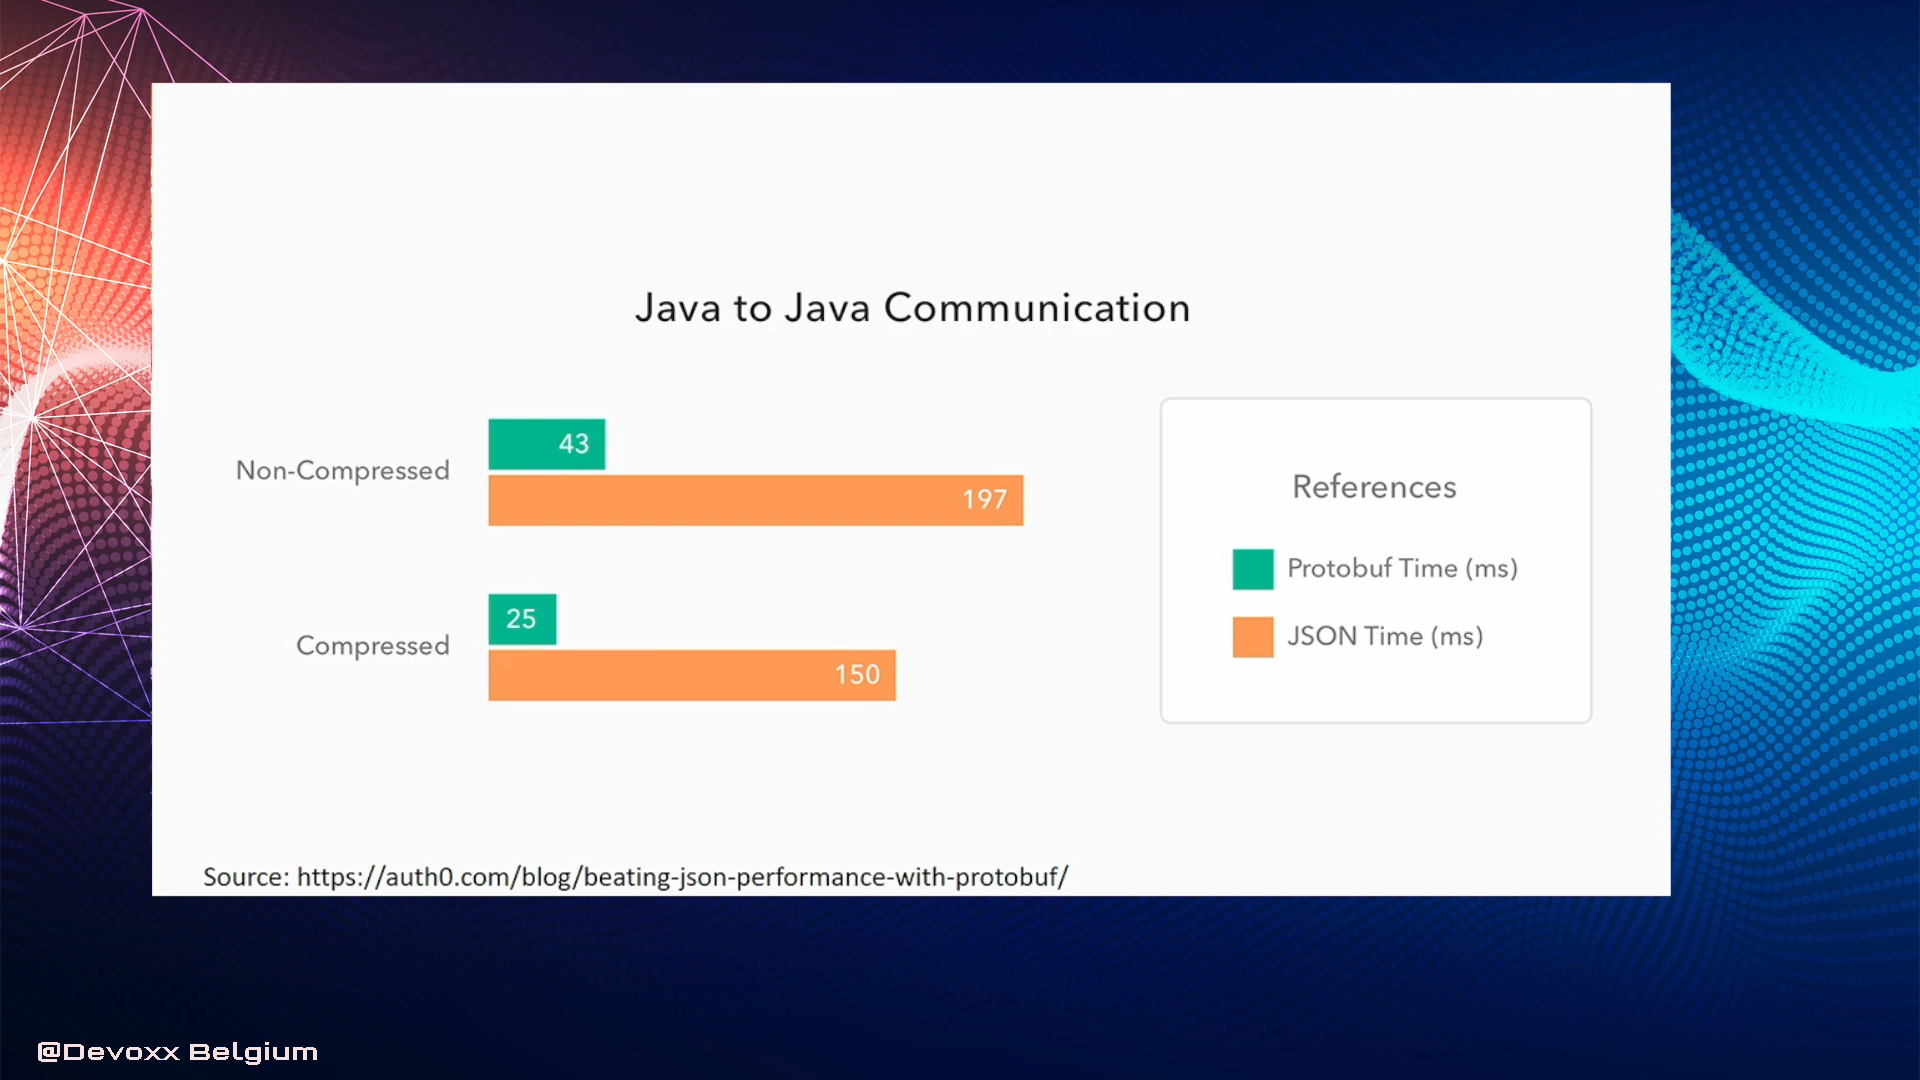 Java to Java Communication
Non-Compressed
43
197
Compressed
25
150
References
Protobuf Time (ms)
JSON Time (ms)
Source: https://auth0.com/blog/beating-json-performance-with-protobuf/
@Devoxx Belgium